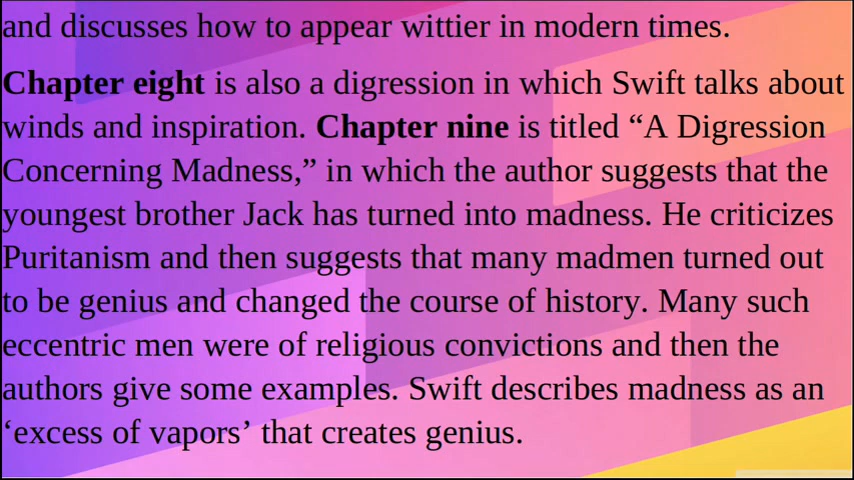 and discusses how to appear wittier in modern times.
Chapter eight is also a digression in which Swift talks about
winds and inspiration. Chapter nine is titled “A Digression
Concerning Madness,” in which the author suggests that the
youngest brother Jack has turned into madness. He criticizes
Puritanism and then suggests that many madmen turned out
to be genius and changed the course of history. Many such
eccentric men were of religious convictions and then the
authors give some examples. Swift describes madness as an
‘excess of vapors’ that creates genius.